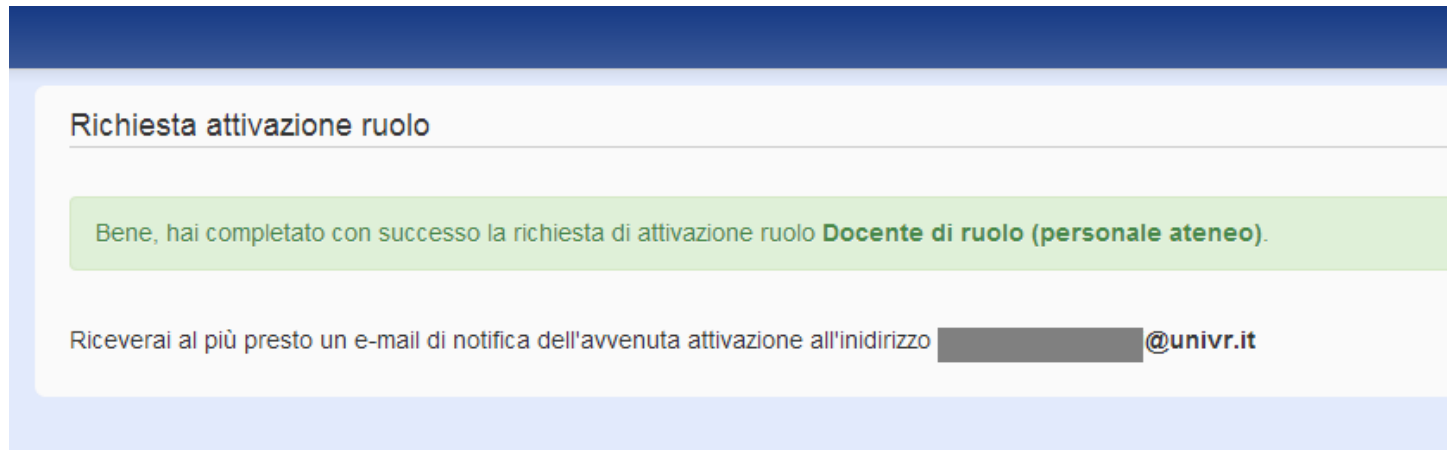 Richiesta attivazione ruolo
Bene, hai completato con successo la richiesta di attivazione ruolo Docente di ruolo (personale ateneo).
Riceverai al più presto un e-mail di notifica dell'avvenuta attivazione all'inidirizzo @univr.it